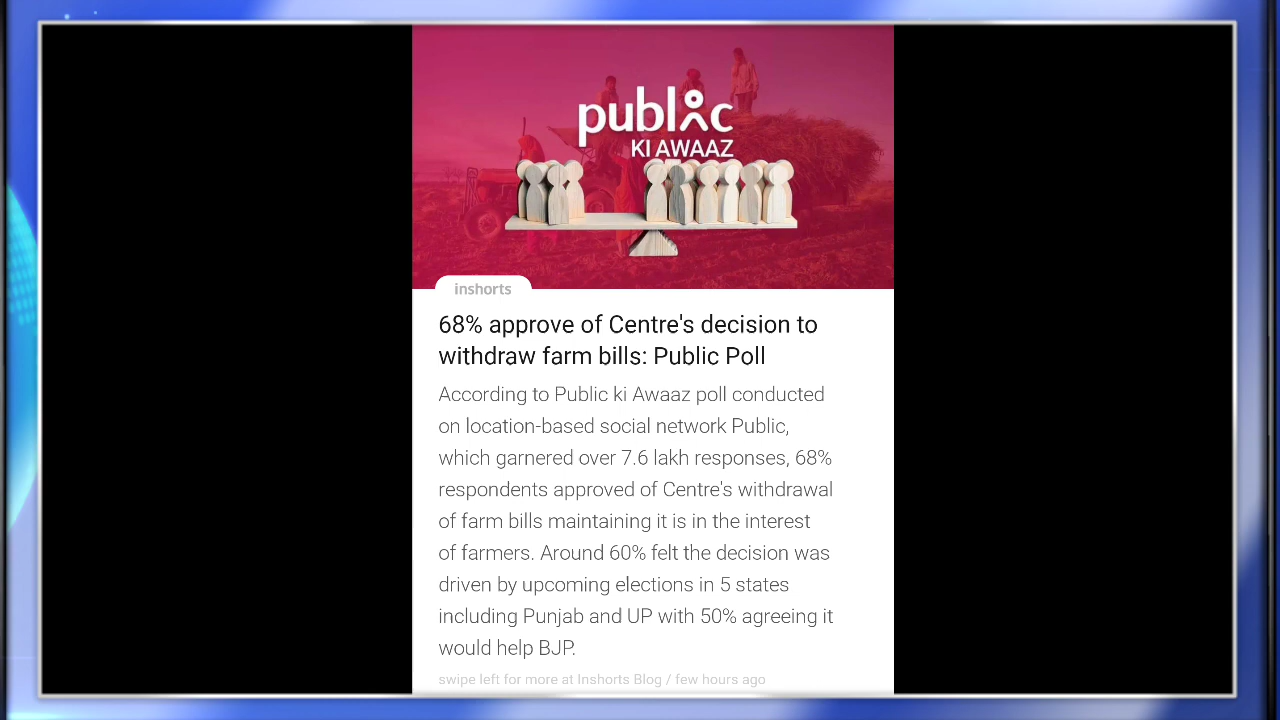 public
KI AWAAZ
inshorts
68% approve of Centre's decision to
withdraw farm bills: Public Poll
According to Public ki Awaaz poll conducted
on location-based social network Public,
which garnered over 7.6 lakh responses, 68%
respondents approved of Centre's withdrawal
of farm bills maintaining it is in the interest
of farmers. Around 60% felt the decision was
driven by upcoming elections in 5 states
including Punjab and UP with 50% agreeing it
would help BJP.
swipe left for more at Inshorts Blog / few hours ago